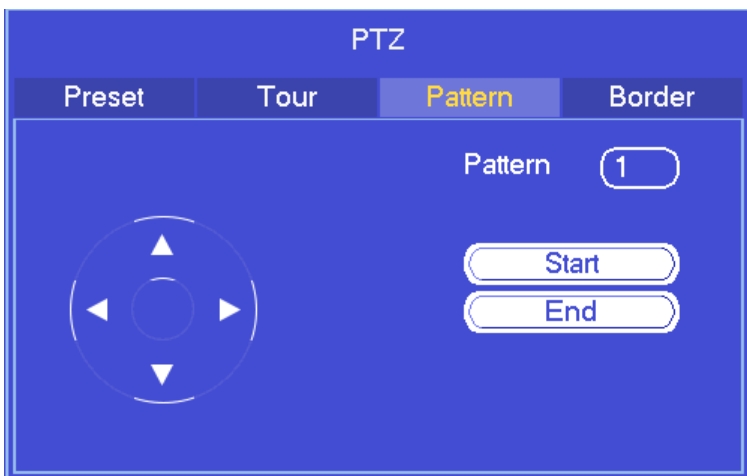 PTZ
Preset Tour Pattern Border
Pattern 1
Start
End